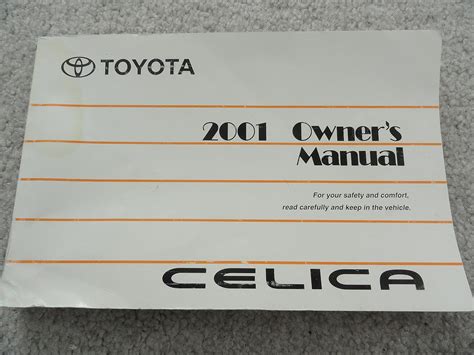 TOYOTA
2001 Owner's
Manual
For your safety and comfort,
read carefully and keep in the vehicle.
CELICA